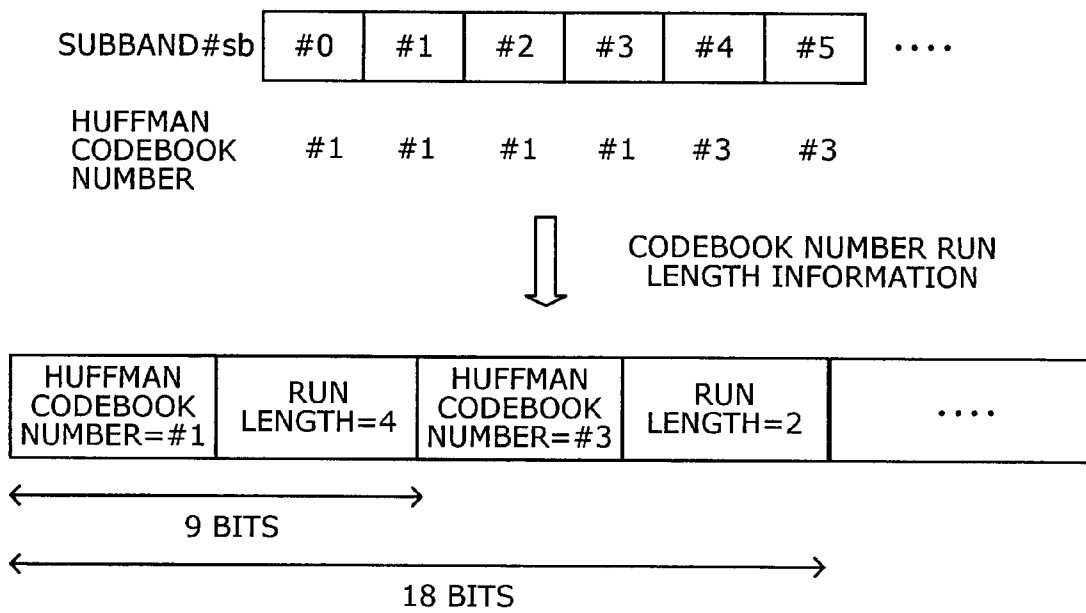 SUBBAND#sb #0 #1 #2 #3 #4 #5 ····
HUFFMAN
CODEBOOK
NUMBER
#1 #1 #1 #1 #3 #3
CODEBOOK NUMBER RUN
LENGTH INFORMATION
HUFFMAN
CODEBOOK
NUMBER=#1
RUN
LENGTH=4
HUFFMAN
CODEBOOK
NUMBER=#3
RUN
LENGTH=2
····
9 BITS
18 BITS